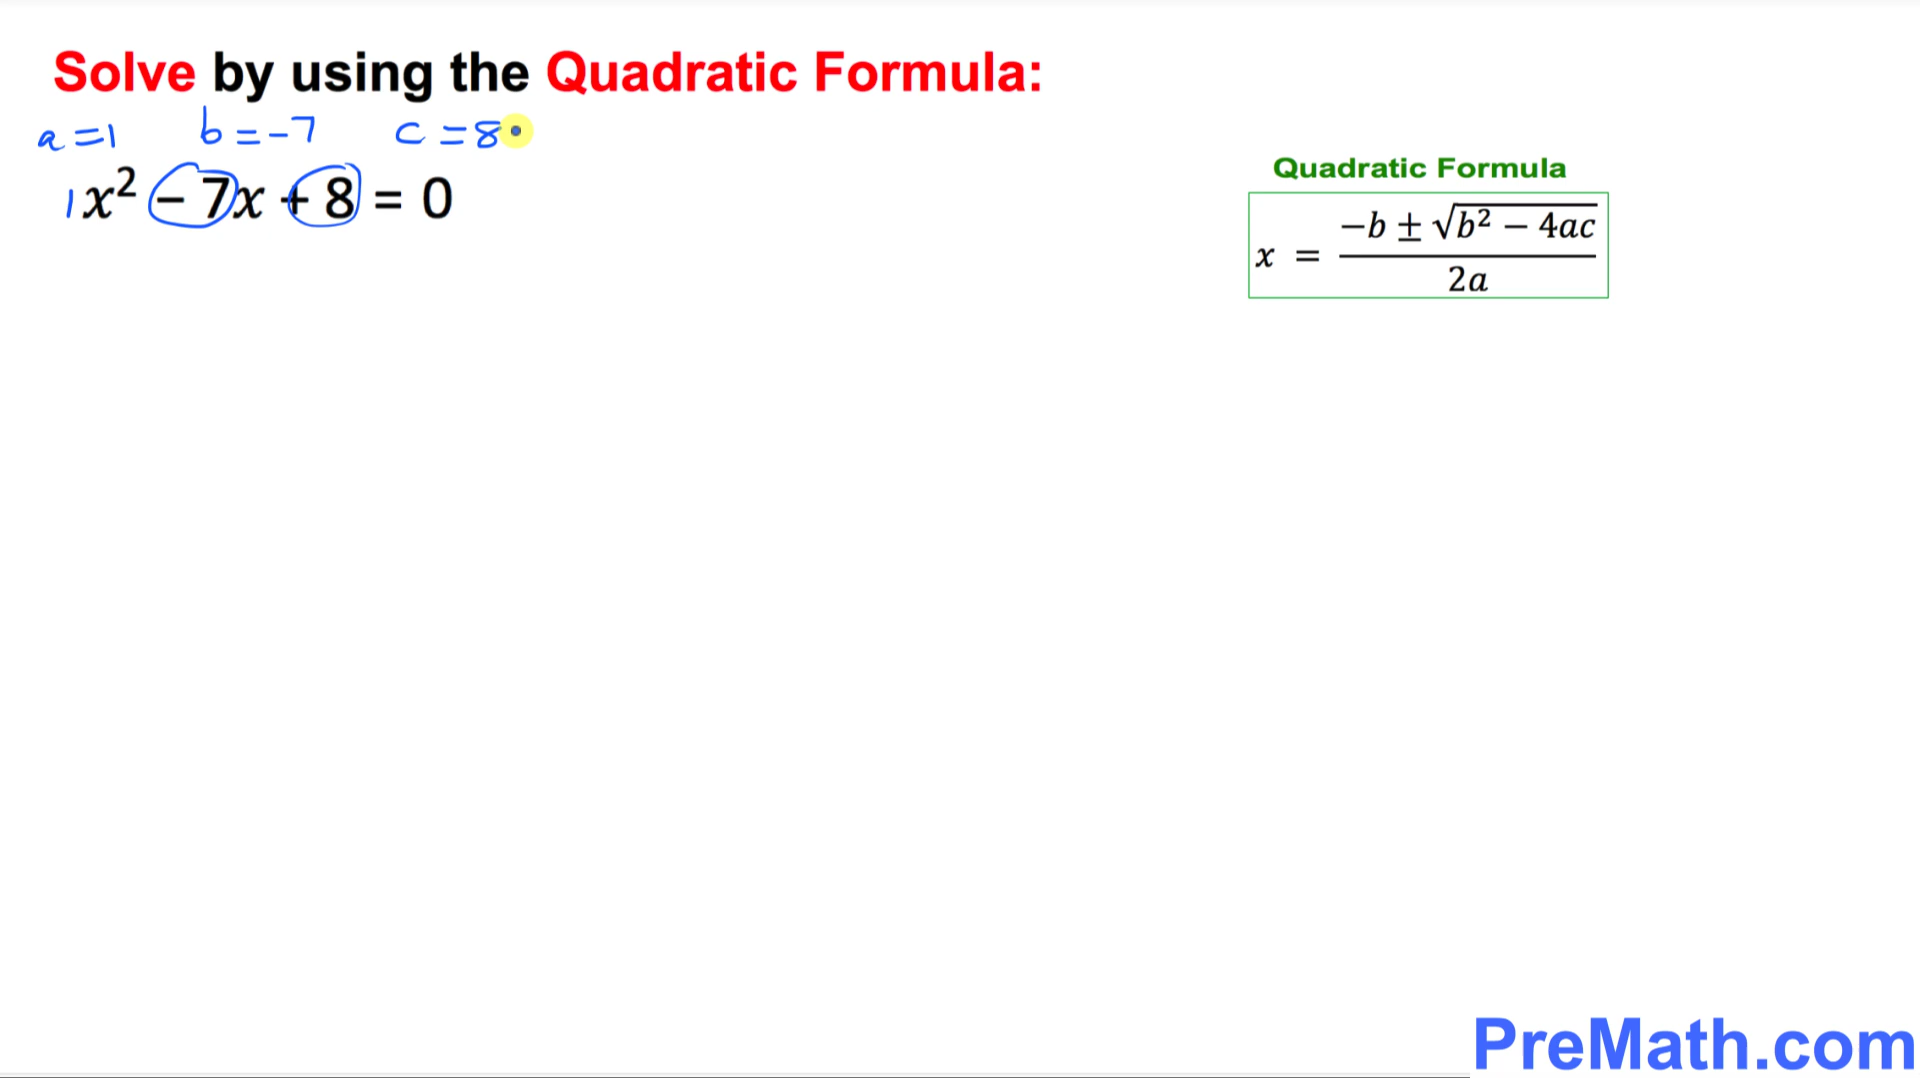 Solve by using the Quadratic Formula:
a=1 b=-7 c=8
1x² − 7x + 8 = 0
Quadratic Formula
x = −b ± √b² − 4ac
2a
PreMath.com